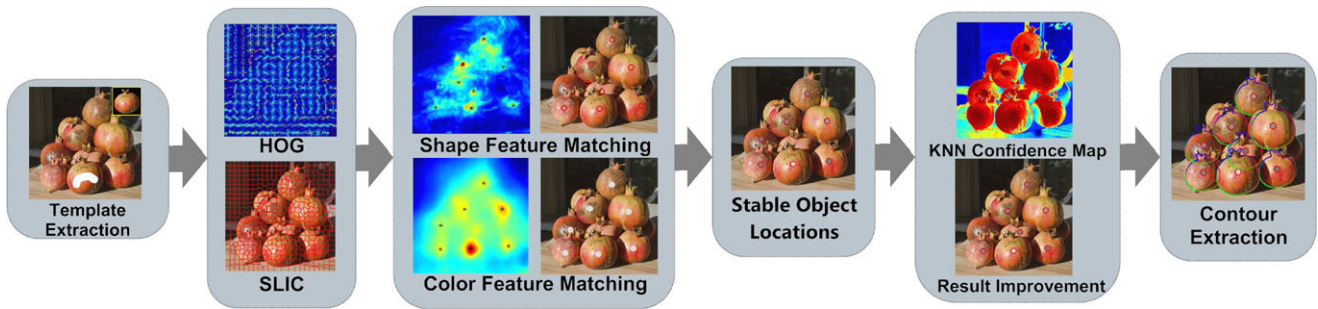 Template
Extraction
HOG
SLIC
Shape Feature Matching
Color Feature Matching
Stable Object
Locations
KNN Confidence Map
Result Improvement
Contour
Extraction